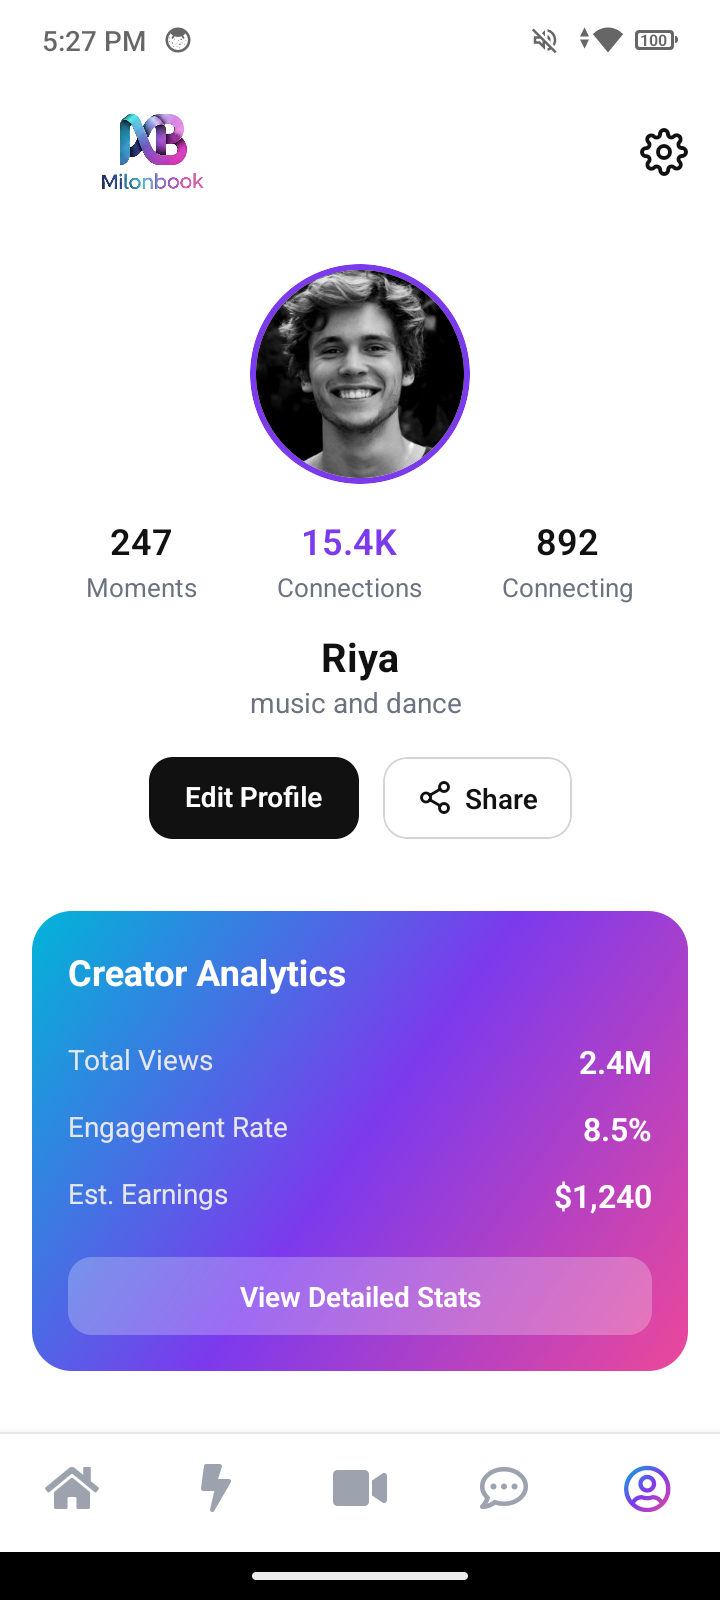 5:27 PM
100
Milonbook
247
Moments
15.4K
Connections
892
Connecting
Riya
music and dance
Edit Profile
Share
Creator Analytics
Total Views 2.4M
Engagement Rate 8.5%
Est. Earnings $1,240
View Detailed Stats